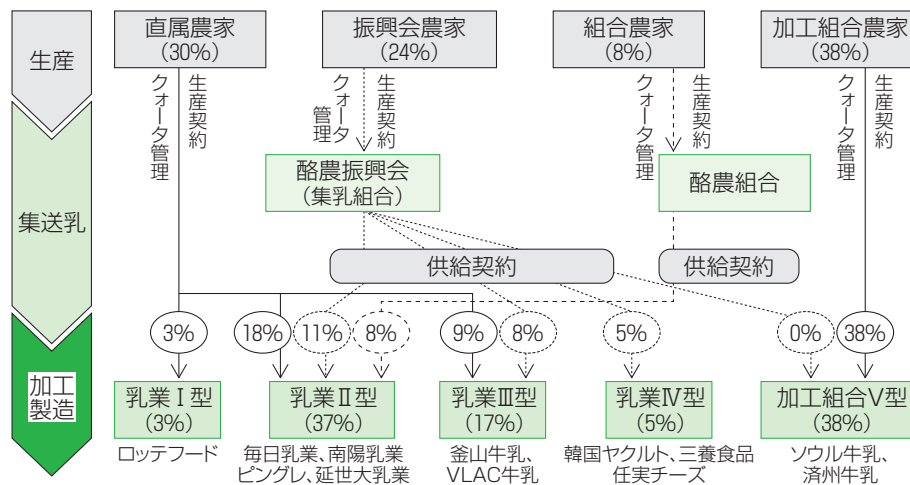 生産
集送乳
加工
製造
直属農家
(30%)
振興会農家
(24%)
組合農家
(8%)
加工組合農家
(38%)
クォータ管理
生産契約
クォータ
管理
生産契約
クォータ管理
生産契約
クォータ管理
生産契約
酪農振興会
(集乳組合)
酪農組合
供給契約
供給契約
3%
18%
11%
8%
9%
8%
5%
0%
38%
乳業Ⅰ型
(3%)
乳業Ⅱ型
(37%)
乳業Ⅲ型
(17%)
乳業Ⅳ型
(5%)
加工組合Ⅴ型
(38%)
ロッテフード
毎日乳業、南陽乳業
ピングレ、延世大乳業
釜山牛乳、
VLAC牛乳
韓国ヤクルト、三養食品
任実チーズ
ソウル牛乳、
済州牛乳